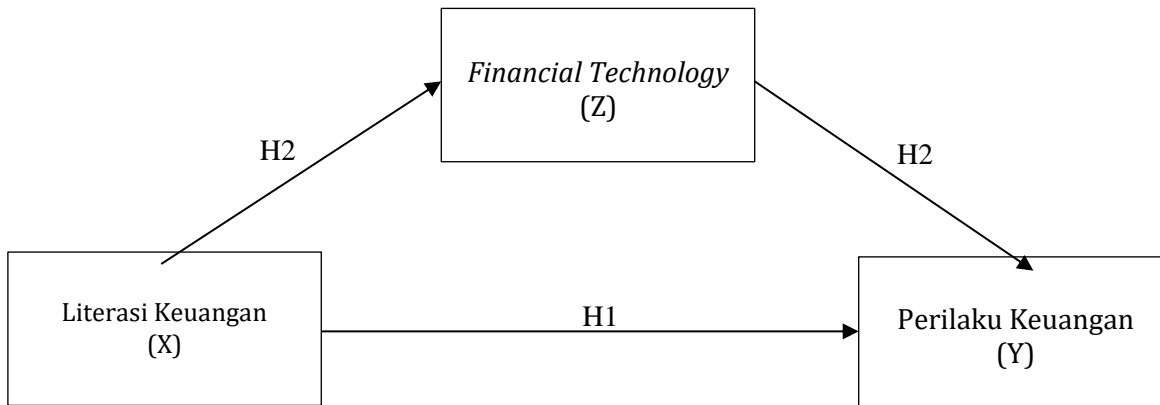 Financial Technology
(Z)
H2
H2
Literasi Keuangan
(X)
H1
Perilaku Keuangan
(Y)